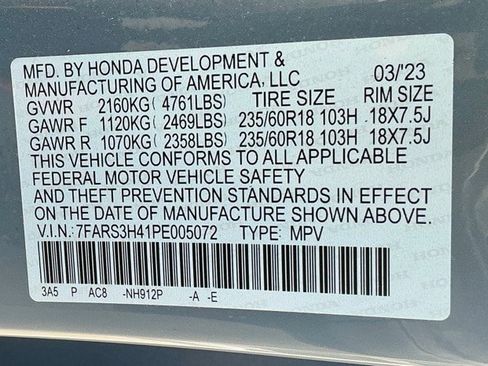 MFD. BY HONDA DEVELOPMENT &
MANUFACTURING OF AMERICA, LLC 03/'23
GVWR 2160KG(4761LBS) TIRE SIZE RIM SIZE
GAWR F 1120KG(2469LBS) 235/60R18 103H 18X7.5J
GAWR R 1070KG(2358LBS) 235/60R18 103H 18X7.5J
THIS VEHICLE CONFORMS TO ALL APPLICABLE
FEDERAL MOTOR VEHICLE SAFETY
AND THEFT PREVENTION STANDARDS IN EFFECT
ON THE DATE OF MANUFACTURE SHOWN ABOVE.
V.I.N.:7FARS3H41PE005072 TYPE: MPV
3A5 P AC8 -NH912P -A -E